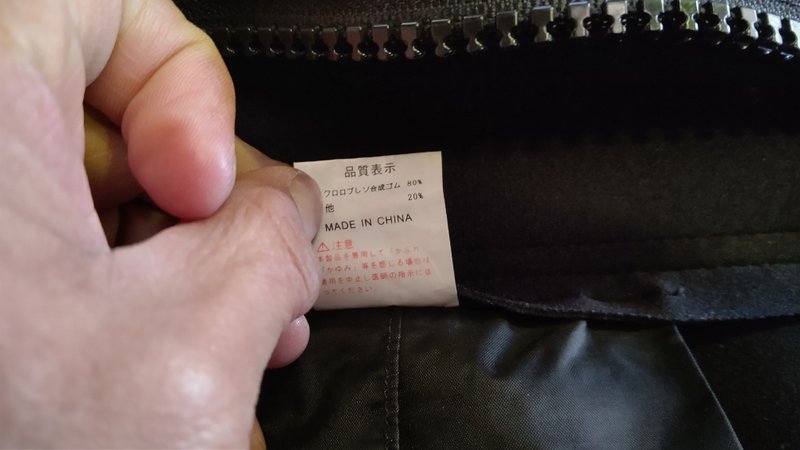 品質表示
クロロプレン合成ゴム 80%
他 20%
MADE IN CHINA
⚠注意
本製品を着用して「かぶれ
「かゆみ」等を感じる場合は
着用を中止し医師の指示に従
ってください。